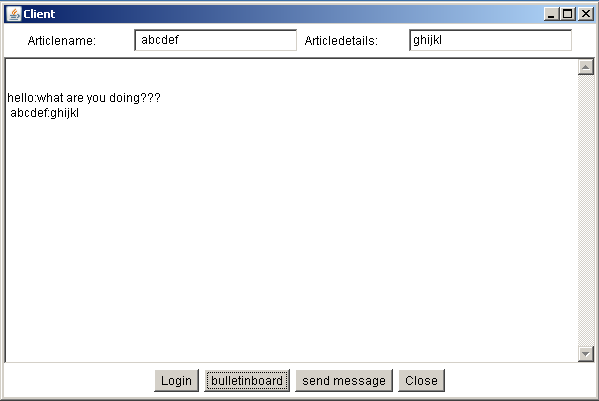 Client
Articlename: abcdef Articledetails: ghijkl
hello:what are you doing???
abcdef:ghijkl
Login bulletinboard send message Close